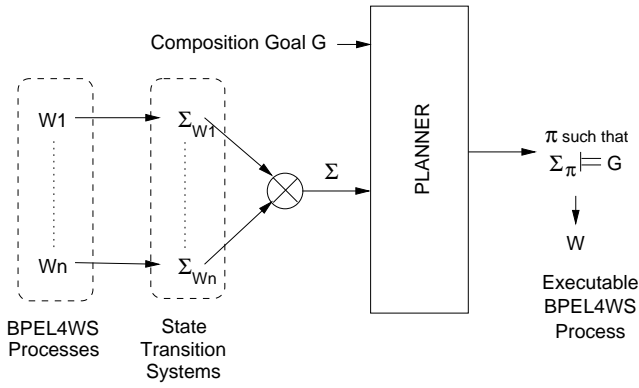 Composition Goal G
W1
Σ_W1
Wn
Σ_Wn
Σ
PLANNER
π such that
Σ_π ⊨ G
W
BPEL4WS
Processes
State
Transition
Systems
Executable
BPEL4WS
Process